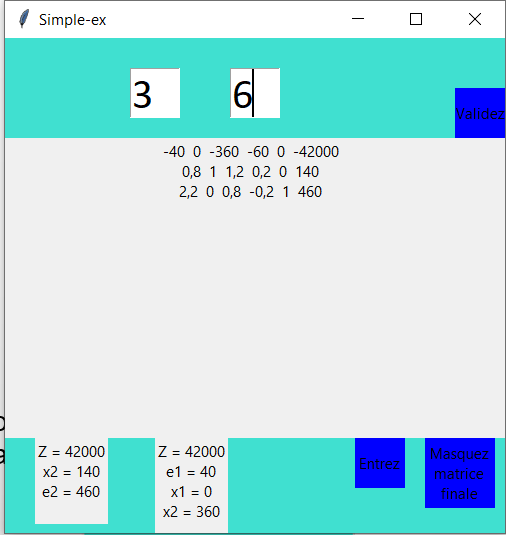 Simple-ex
3 6
Validez
-40 0 -360 -60 0 -42000
0,8 1 1,2 0,2 0 140
2,2 0 0,8 -0,2 1 460
Z = 42000
x2 = 140
e2 = 460
Z = 42000
e1 = 40
x1 = 0
x2 = 360
Entrez
Masquez
matrice
finale